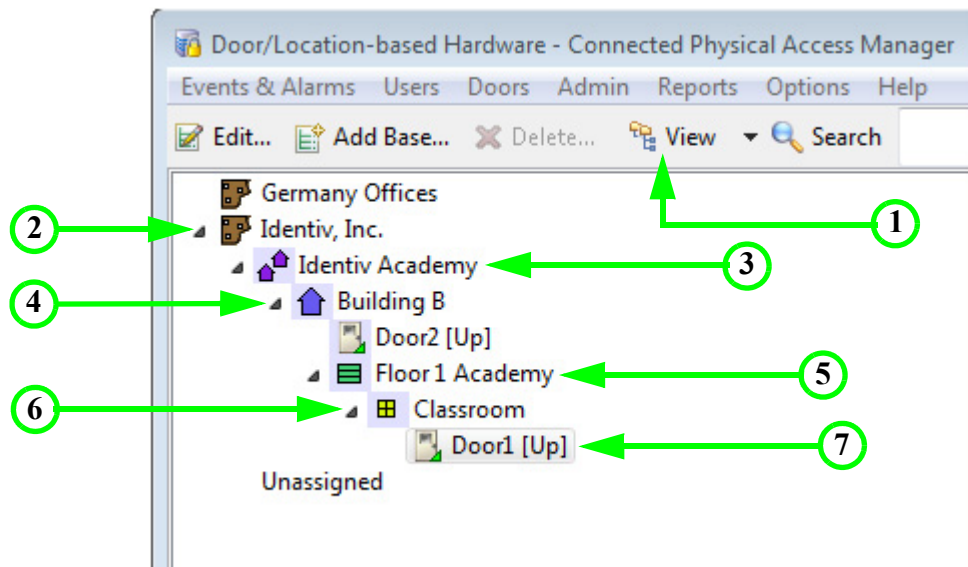 Door/Location-based Hardware - Connected Physical Access Manager
Events & Alarms Users Doors Admin Reports Options Help
Edit... Add Base... Delete... View Search
Germany Offices
1
2 Identiv, Inc.
Identiv Academy 3
4 Building B
Door2 [Up]
Floor 1 Academy 5
6 Classroom
Door1 [Up] 7
Unassigned